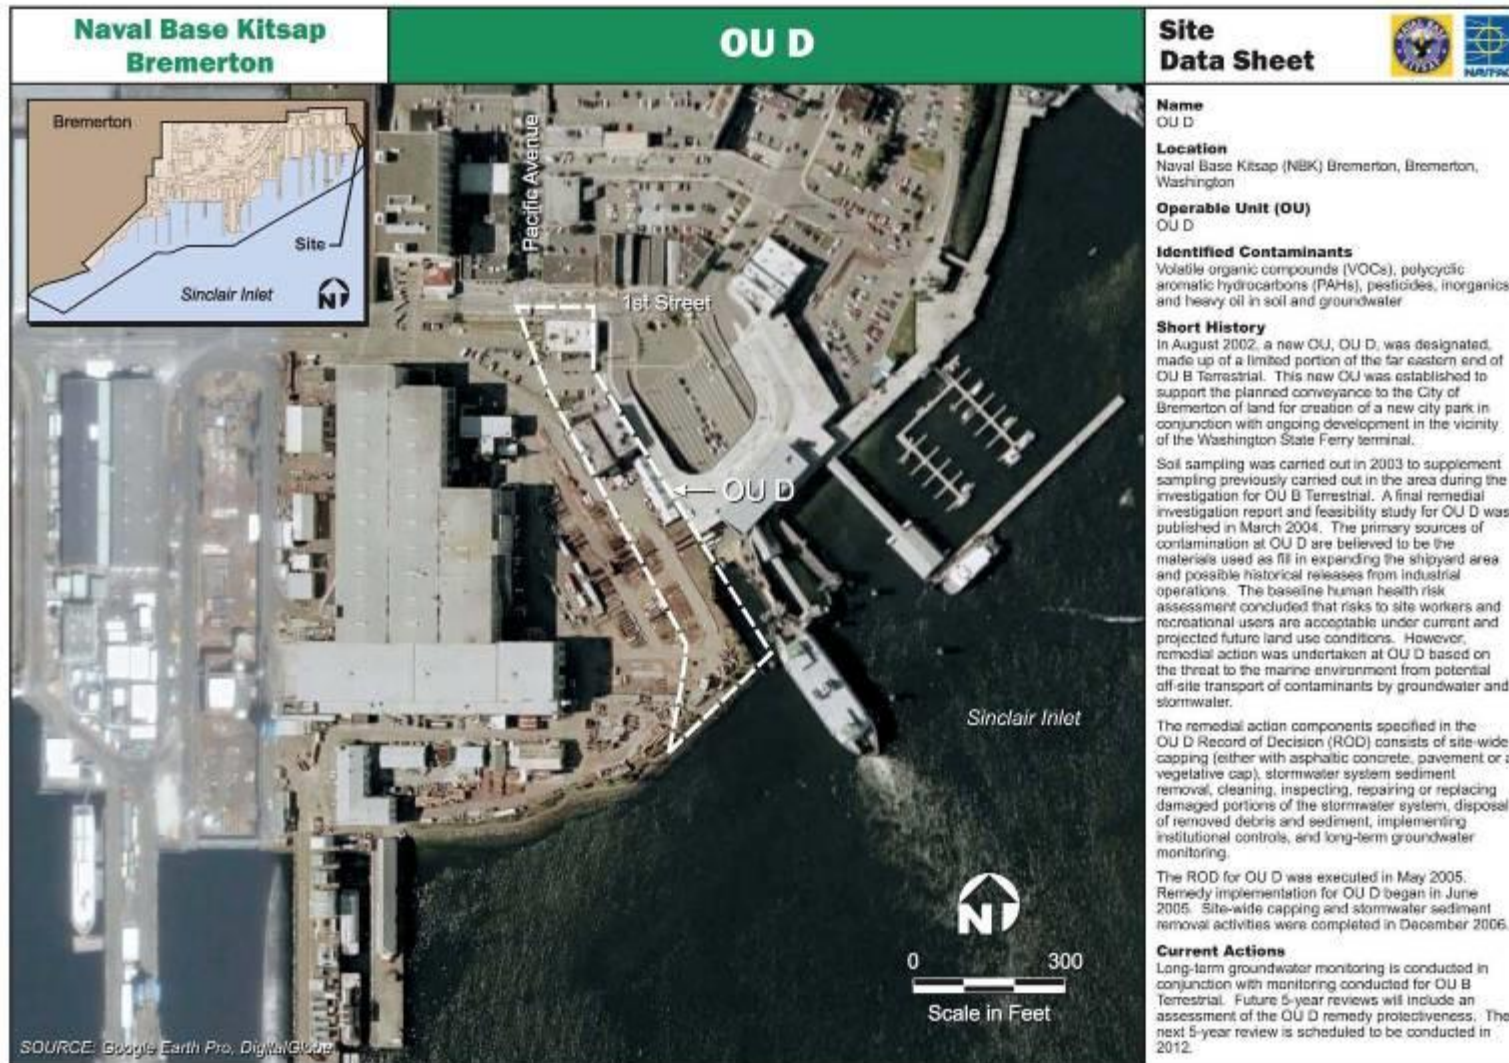 Naval Base Kitsap
Bremerton
OU D
Site
Data Sheet
NAVAL BASE
KITSAP
NAVFAC
Bremerton
Site
Sinclair Inlet
N
Pacific Avenue
1st Street
OU D
Sinclair Inlet
N
0 300
Scale in Feet
SOURCE: Google Earth Pro, DigitalGlobe
Name
OU D
Location
Naval Base Kitsap (NBK) Bremerton, Bremerton,
Washington
Operable Unit (OU)
OU D
Identified Contaminants
Volatile organic compounds (VOCs), polycyclic
aromatic hydrocarbons (PAHs), pesticides, inorganics
and heavy oil in soil and groundwater
Short History
In August 2002, a new OU, OU D, was designated,
made up of a limited portion of the far eastern end of
OU B Terrestrial. This new OU was established to
support the planned conveyance to the City of
Bremerton of land for creation of a new city park in
conjunction with ongoing development in the vicinity
of the Washington State Ferry terminal.
Soil sampling was carried out in 2003 to supplement
sampling previously carried out in the area during the
investigation for OU B Terrestrial. A final remedial
investigation report and feasibility study for OU D was
published in March 2004. The primary sources of
contamination at OU D are believed to be the
materials used as fill in expanding the shipyard area
and possible historical releases from industrial
operations. The baseline human health risk
assessment concluded that risks to site workers and
recreational users are acceptable under current and
projected future land use conditions. However,
remedial action was undertaken at OU D based on
the threat to the marine environment from potential
off-site transport of contaminants by groundwater and
stormwater.
The remedial action components specified in the
OU D Record of Decision (ROD) consists of site-wide
capping (either with asphaltic concrete, pavement or a
vegetative cap), stormwater system sediment
removal, cleaning, inspecting, repairing or replacing
damaged portions of the stormwater system, disposal
of removed debris and sediment, implementing
institutional controls, and long-term groundwater
monitoring.
The ROD for OU D was executed in May 2005.
Remedy implementation for OU D began in June
2005. Site-wide capping and stormwater sediment
removal activities were completed in December 2006.
Current Actions
Long-term groundwater monitoring is conducted in
conjunction with monitoring conducted for OU B
Terrestrial. Future 5-year reviews will include an
assessment of the OU D remedy protectiveness. The
next 5-year review is scheduled to be conducted in
2012.